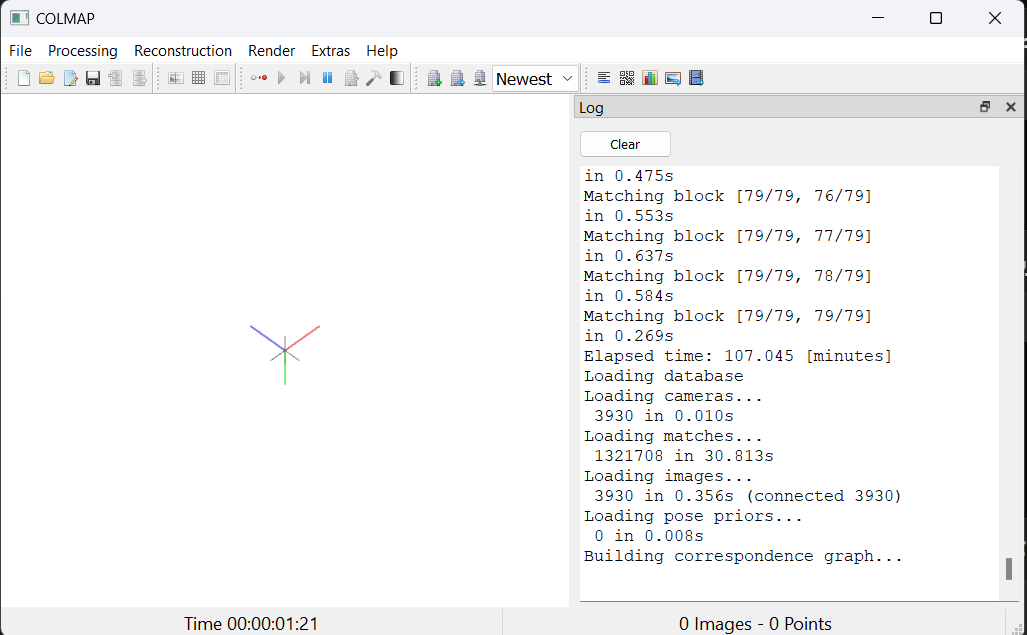 COLMAP
File Processing Reconstruction Render Extras Help
Newest
Log
Clear
in 0.475s
Matching block [79/79, 76/79]
in 0.553s
Matching block [79/79, 77/79]
in 0.637s
Matching block [79/79, 78/79]
in 0.584s
Matching block [79/79, 79/79]
in 0.269s
Elapsed time: 107.045 [minutes]
Loading database
Loading cameras...
3930 in 0.010s
Loading matches...
1321708 in 30.813s
Loading images...
3930 in 0.356s (connected 3930)
Loading pose priors...
0 in 0.008s
Building correspondence graph...
Time 00:00:01:21
0 Images - 0 Points